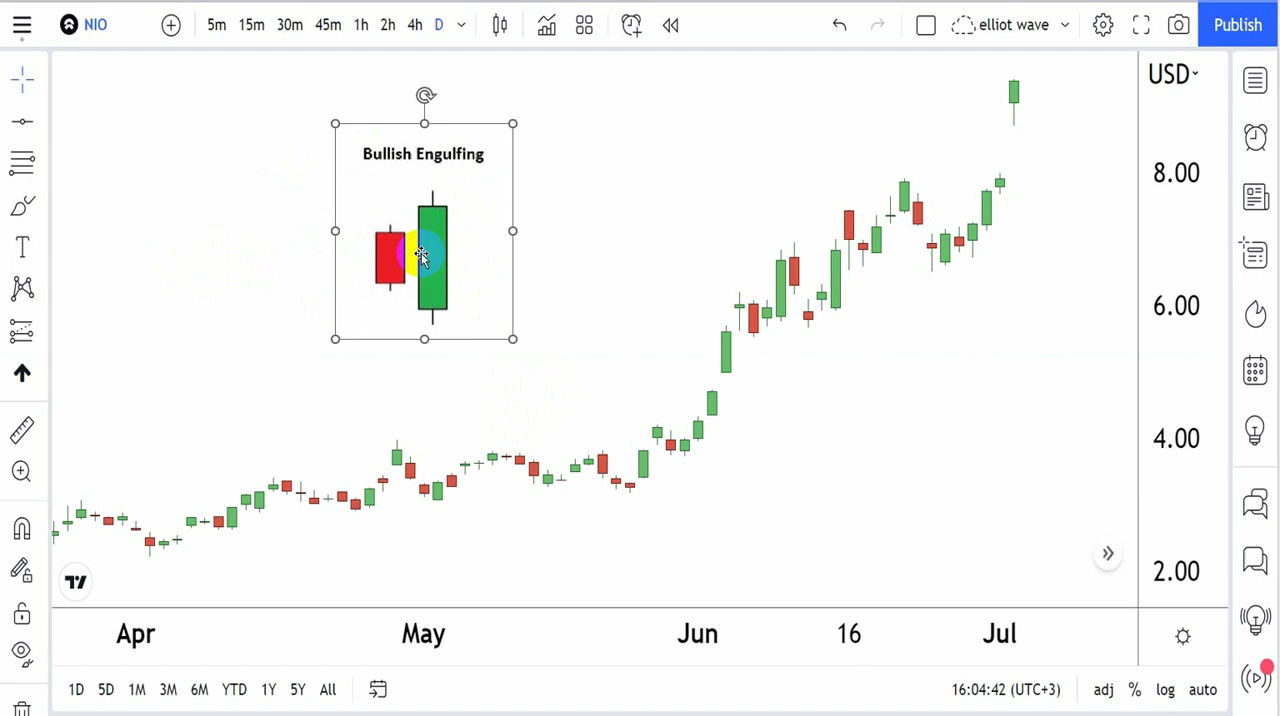 NIO 5m 15m 30m 45m 1h 2h 4h D elliot wave Publish
USD
Bullish Engulfing
8.00
6.00
4.00
2.00
Apr May Jun 16 Jul
1D 5D 1M 3M 6M YTD 1Y 5Y All 16:04:42 (UTC+3) adj % log auto